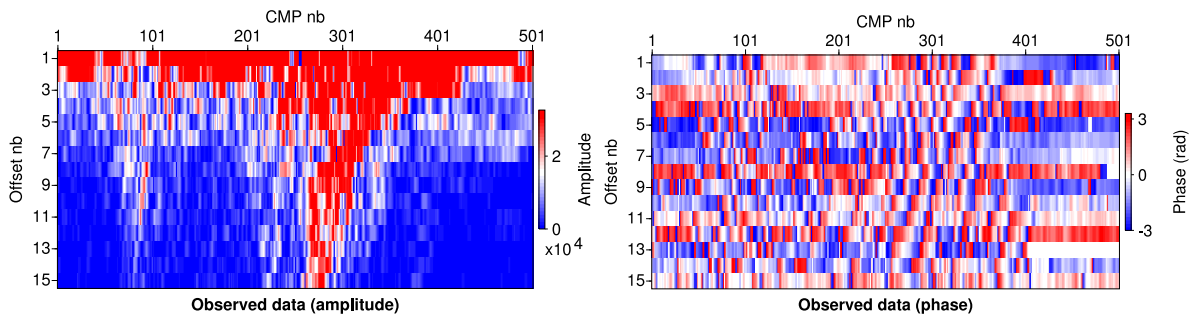 CMP nb
1 101 201 301 401 501
Offset nb
1
3
5
7
9
11
13
15
Amplitude
2
0
x10^4
Observed data (amplitude)
CMP nb
1 101 201 301 401 501
Offset nb
1
3
5
7
9
11
13
15
Phase (rad)
3
0
-3
Observed data (phase)